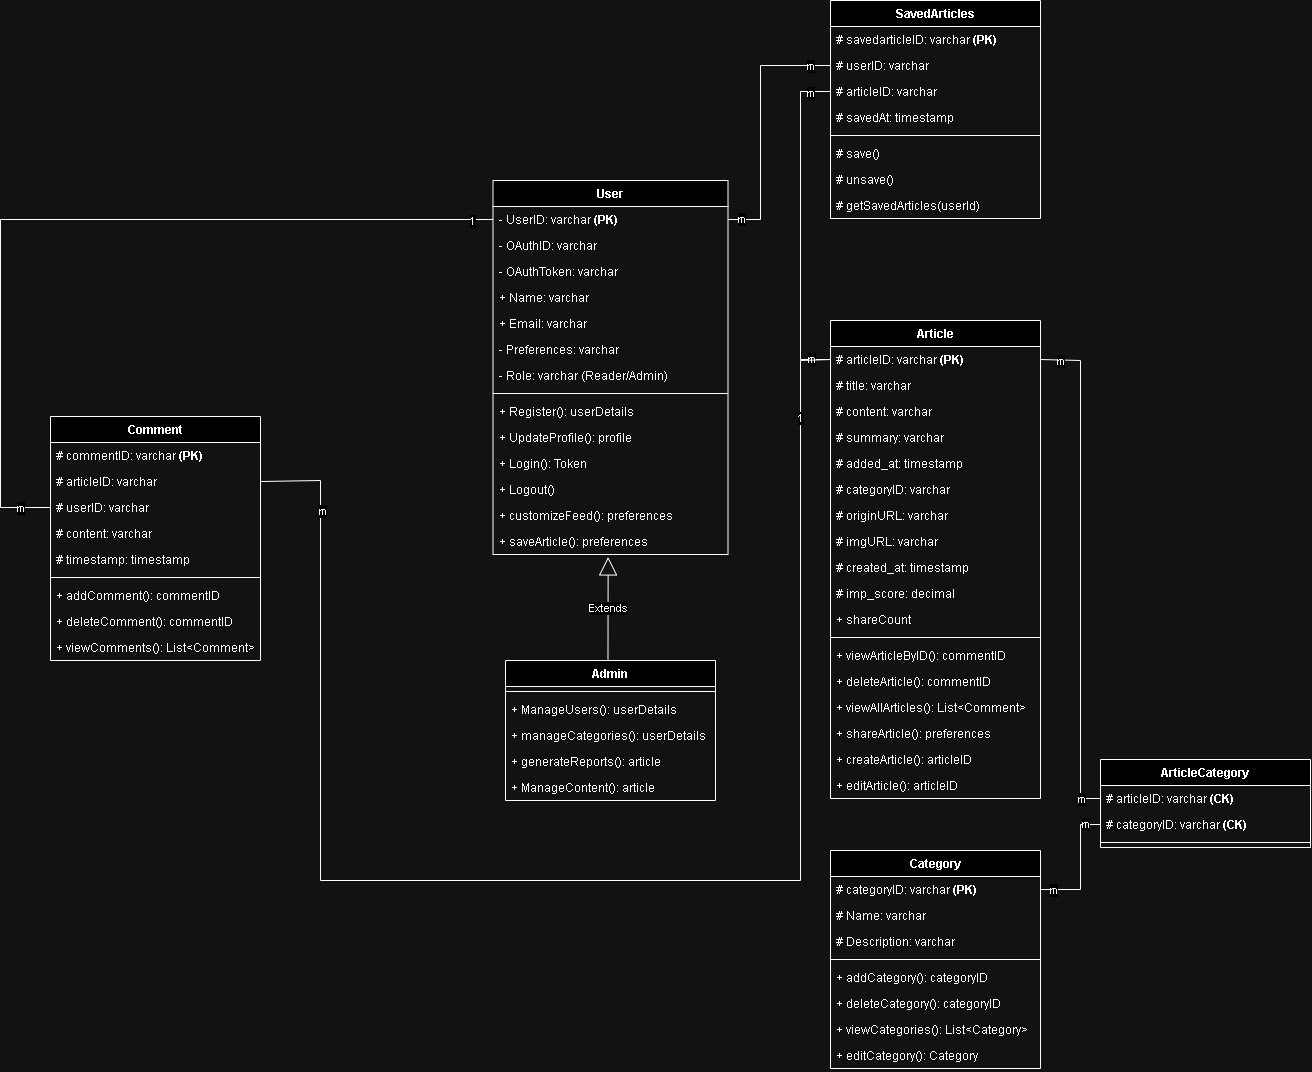 SavedArticles
# savedarticleID: varchar (PK)
# userID: varchar
# articleID: varchar
# savedAt: timestamp
# save()
# unsave()
# getSavedArticles(userId)
m
m
User
- UserID: varchar (PK)
- OAuthID: varchar
- OAuthToken: varchar
+ Name: varchar
+ Email: varchar
- Preferences: varchar
- Role: varchar (Reader/Admin)
+ Register(): userDetails
+ UpdateProfile(): profile
+ Login(): Token
+ Logout()
+ customizeFeed(): preferences
+ saveArticle(): preferences
1
m
Extends
Admin
+ ManageUsers(): userDetails
+ manageCategories(): userDetails
+ generateReports(): article
+ ManageContent(): article
Comment
# commentID: varchar (PK)
# articleID: varchar
# userID: varchar
# content: varchar
# timestamp: timestamp
+ addComment(): commentID
+ deleteComment(): commentID
+ viewComments(): List<Comment>
m
m
Article
# articleID: varchar (PK)
# title: varchar
# content: varchar
# summary: varchar
# added_at: timestamp
# categoryID: varchar
# originURL: varchar
# imgURL: varchar
# created_at: timestamp
# imp_score: decimal
+ shareCount
+ viewArticleByID(): commentID
+ deleteArticle(): commentID
+ viewAllArticles(): List<Comment>
+ shareArticle(): preferences
+ createArticle(): articleID
+ editArticle(): articleID
m
1
m
ArticleCategory
# articleID: varchar (CK)
# categoryID: varchar (CK)
m
m
Category
# categoryID: varchar (PK)
# Name: varchar
# Description: varchar
+ addCategory(): categoryID
+ deleteCategory(): categoryID
+ viewCategories(): List<Category>
+ editCategory(): Category
m